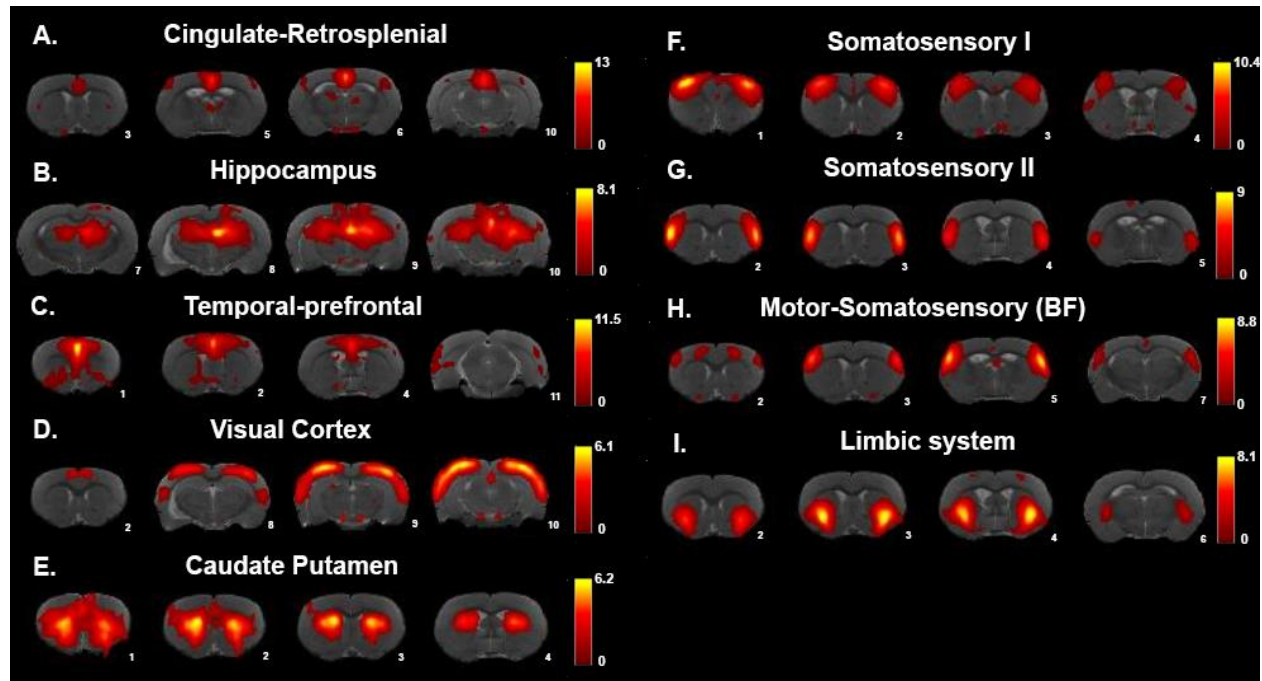 A. Cingulate-Retrosplenial
3 5 6 10
13
0
B. Hippocampus
7 8 9 10
8.1
0
C. Temporal-prefrontal
1 2 4 11
11.5
0
D. Visual Cortex
2 8 9 10
6.1
0
E. Caudate Putamen
1 2 3 4
6.2
0
F. Somatosensory I
1 2 3 4
10.4
0
G. Somatosensory II
2 3 4 5
9
0
H. Motor-Somatosensory (BF)
2 3 5 7
8.8
0
I. Limbic system
2 3 4 6
8.1
0